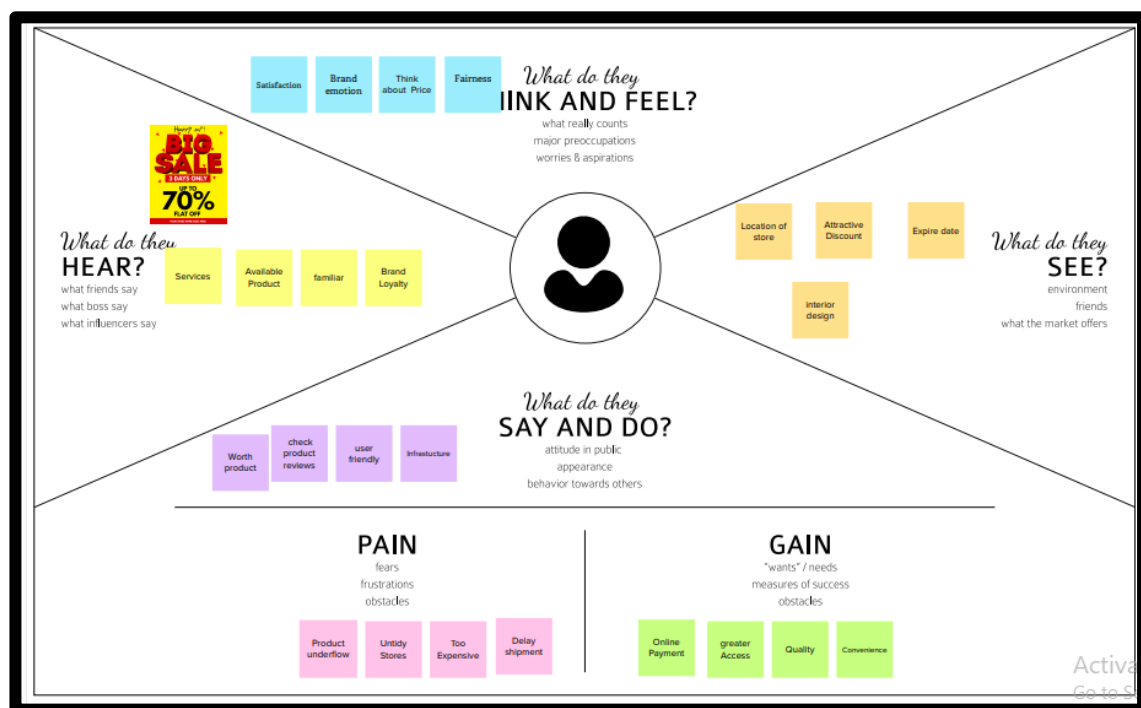 What do they
IINK AND FEEL?
what really counts
major preoccupations
worries & aspirations
Satisfaction
Brand
emotion
Think
about Price
Fairness
BIG
SALE
3 DAYS ONLY
UP TO
70%
FLAT OFF
What do they
HEAR?
what friends say
what boss say
what influencers say
Services
Available
Product
familiar
Brand
Loyalty
Location of
store
Attractive
Discount
Expire date
interior
design
What do they
SEE?
environment
friends
what the market offers
What do they
SAY AND DO?
attitude in public
appearance
behavior towards others
Worth
product
check
product
reviews
user
friendly
Infrastucture
PAIN
fears
frustrations
obstacles
Product
underflow
Untidy
Stores
Too
Expensive
Delay
shipment
GAIN
"wants" / needs
measures of success
obstacles
Online
Payment
greater
Access
Quality
Convenience
Activa
Go to S